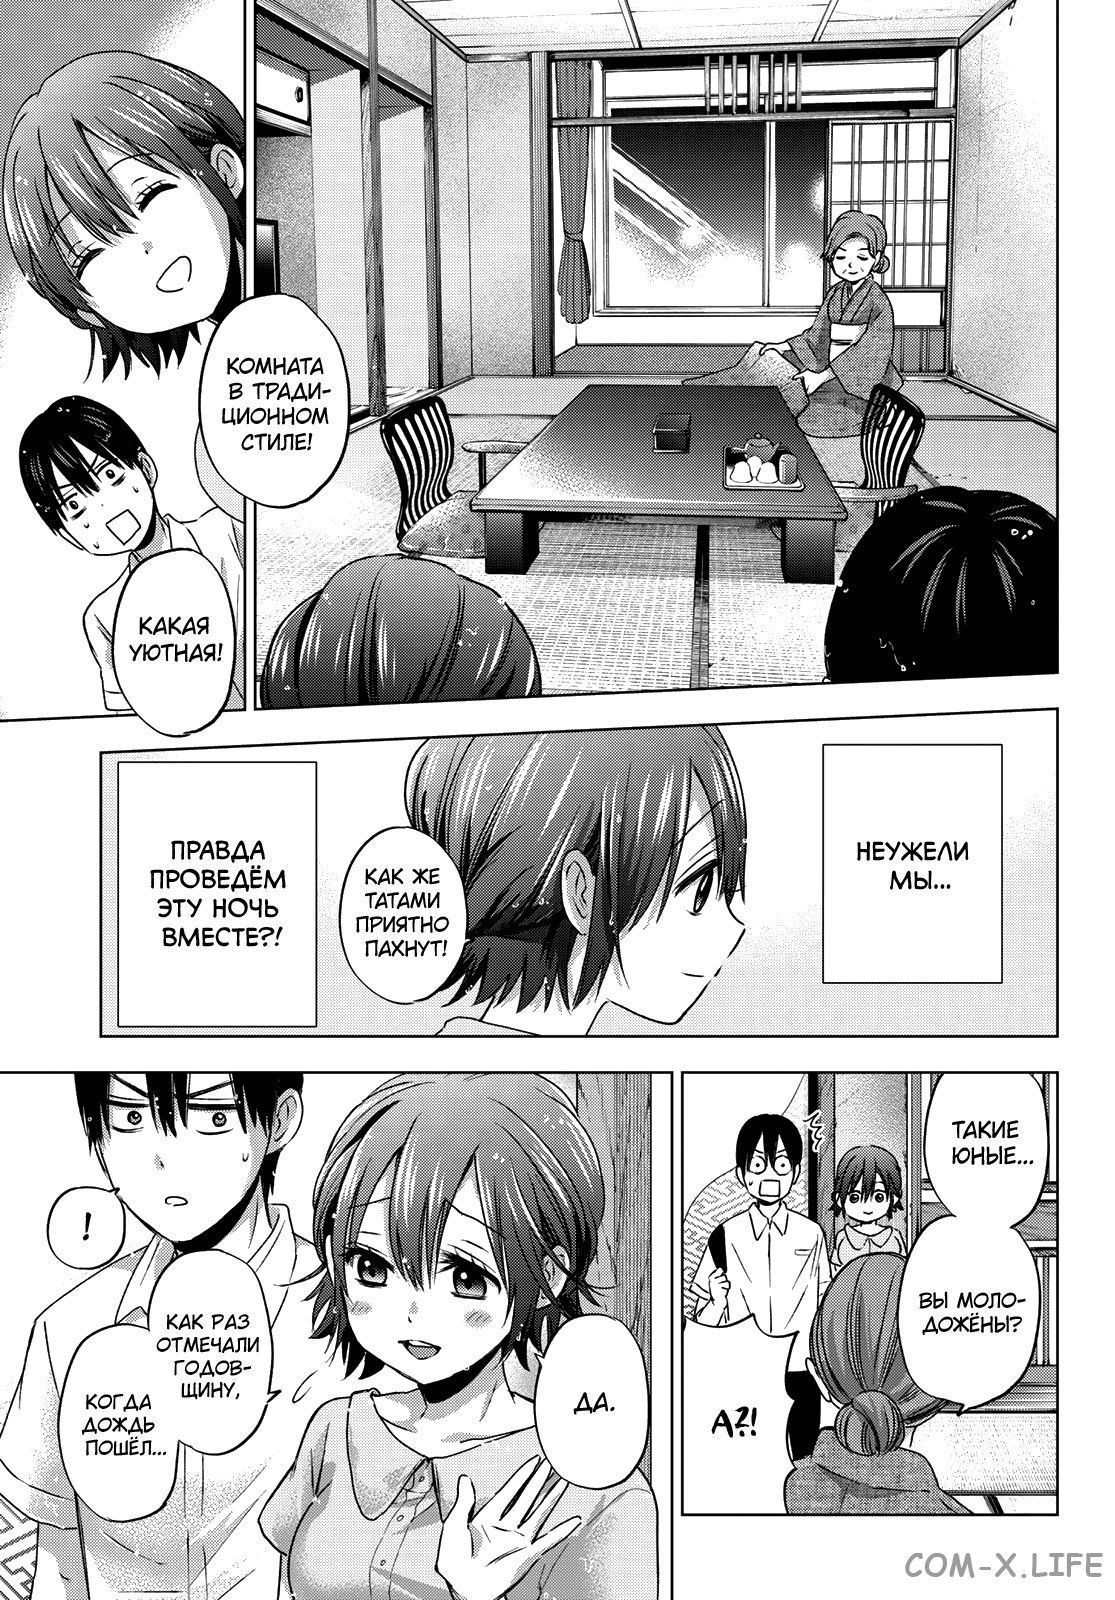 КОМНАТА
В ТРАДИ-
ЦИОННОМ
СТИЛЕ!
КАКАЯ
УЮТНАЯ!
НЕУЖЕЛИ
МЫ...
КАК ЖЕ
ТАТАМИ
ПРИЯТНО
ПАХНУТ!
ПРАВДА
ПРОВЕДЁМ
ЭТУ НОЧЬ
ВМЕСТЕ?!
ТАКИЕ
ЮНЫЕ...
ВЫ МОЛО-
ДОЖЁНЫ?
А?!
ДА.
КАК РАЗ
ОТМЕЧАЛИ
ГОДОВ-
ЩИНУ,
КОГДА
ДОЖДЬ
ПОШЁЛ...
!
COM-X.LIFE